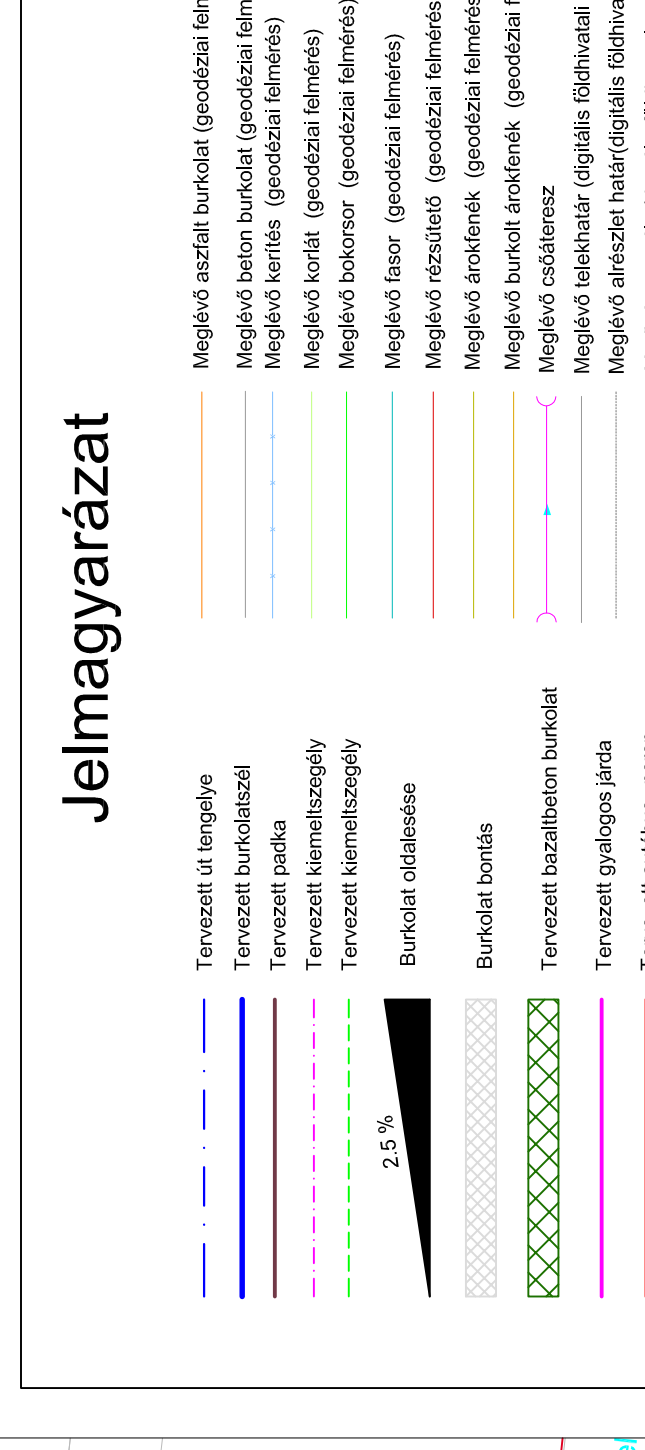 Jelmagyarázat
Tervezett út tengelye
Tervezett burkolatszél
Tervezett padka
Tervezett kiemeltszegély
Tervezett kiemeltszegély
2.5 %
Burkolat oldalesése
Burkolat bontás
Tervezett bazaltbeton burkolat
Tervezett gyalogos járda
Meglévő aszfalt burkolat (geodéziai felm
Meglévő beton burkolat (geodéziai felm
Meglévő kerítés (geodéziai felmérés)
Meglévő korlát (geodéziai felmérés)
Meglévő bokorsor (geodéziai felmérés)
Meglévő fasor (geodéziai felmérés)
Meglévő rézsűtető (geodéziai felmérés
Meglévő árokfenék (geodéziai felmérés
Meglévő burkolt árokfenék (geodéziai f
Meglévő csőáteresz
Meglévő telekhatár (digitális földhivatali
Meglévő alrészlet határ(digitális földhiva